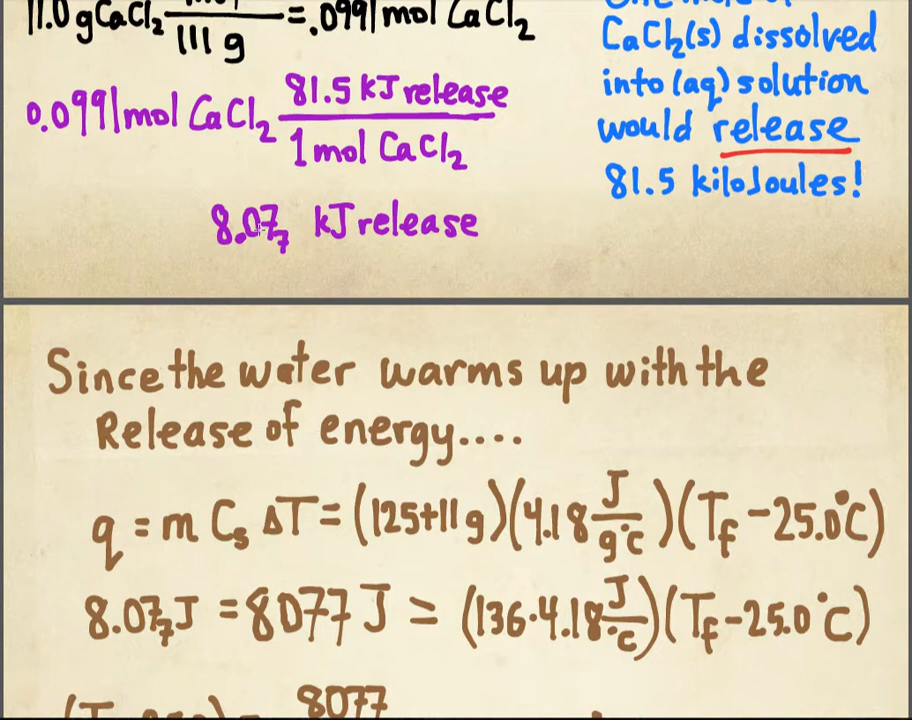 11.0 g CaCl₂ /111 g = .0991 mol CaCl₂
0.0991 mol CaCl₂ 81.5 kJ release
1 mol CaCl₂
8.07₇ kJ release
CaCl₂(s) dissolved
into (aq) solution
would release
81.5 kiloJoules!
Since the water warms up with the
Release of energy....
q = m Cs ΔT = (125+11 g)(4.18 J/g°C)(TF - 25.0°C)
8.07₇J = 8077 J = (136·4.18 J/°C)(TF - 25.0°C)
8077